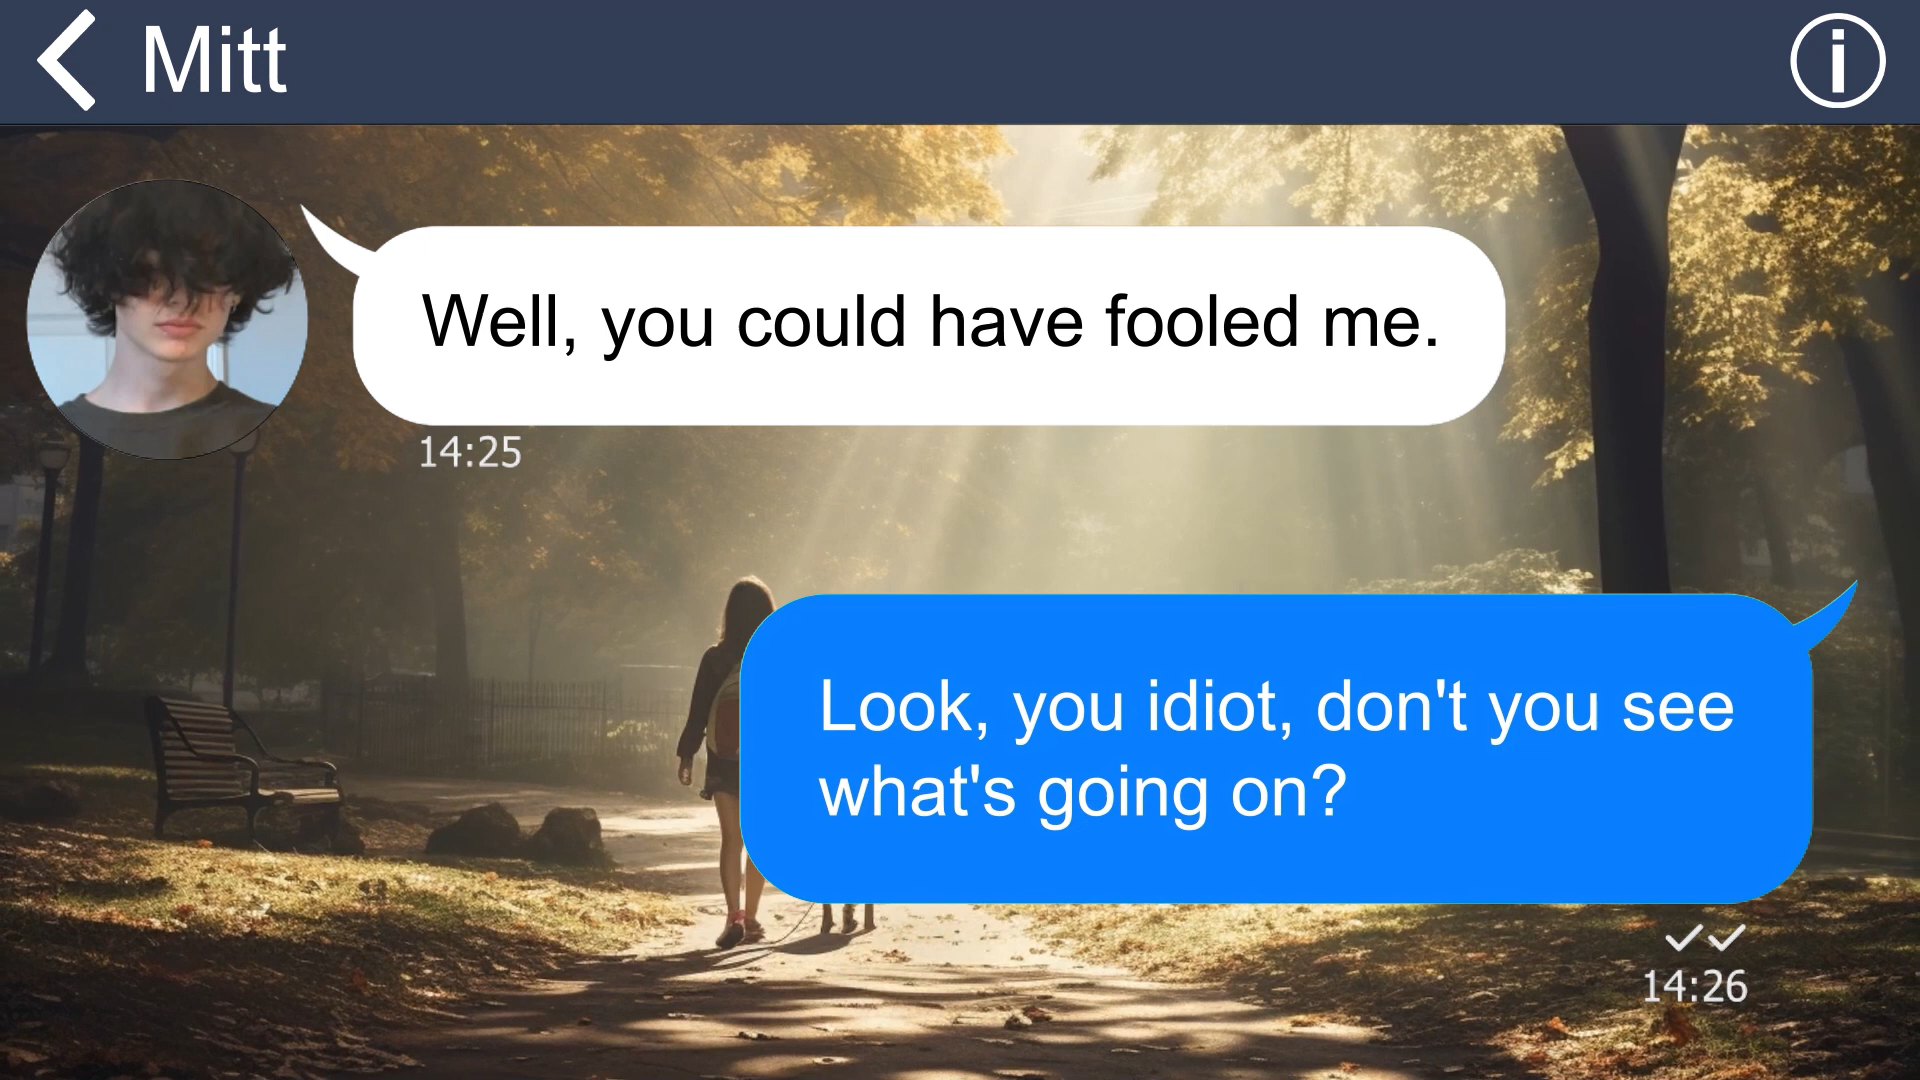 Mitt
Well, you could have fooled me.
14:25
Look, you idiot, don't you see
what's going on?
14:26